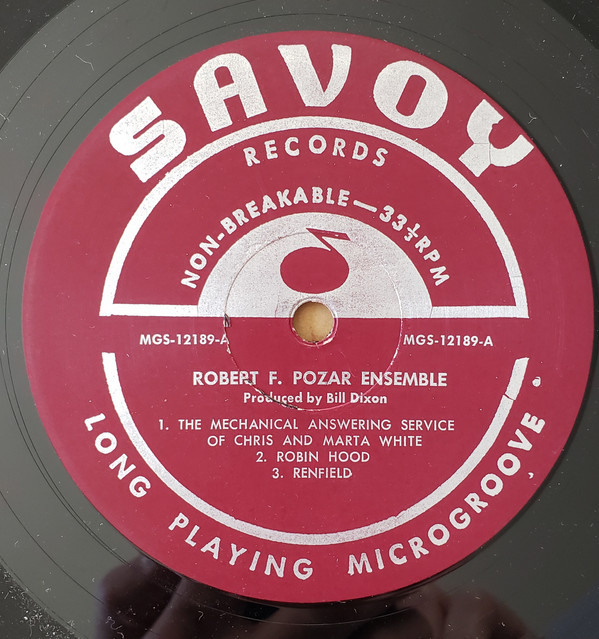 SAVOY
RECORDS
NON-BREAKABLE—33⅓RPM
MGS-12189-A MGS-12189-A
ROBERT F. POZAR ENSEMBLE
Produced by Bill Dixon
1. THE MECHANICAL ANSWERING SERVICE
OF CHRIS AND MARTA WHITE
2. ROBIN HOOD
3. RENFIELD
LONG PLAYING MICROGROOVE